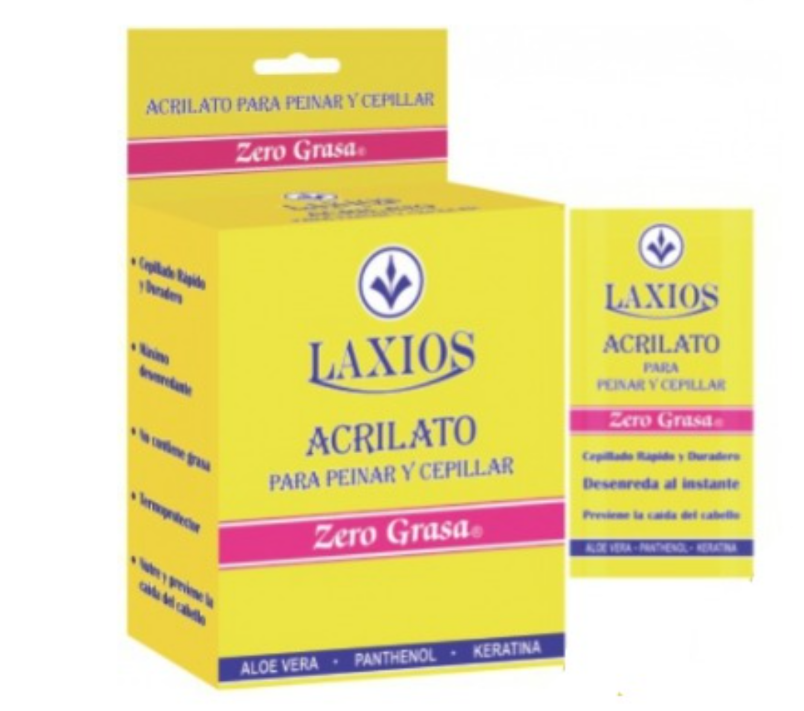 ACRILATO PARA PEINAR Y CEPILLAR
Zero Grasa®
LAXIOS
ACRILATO
PARA PEINAR Y CEPILLAR
Zero Grasa®
ALOE VERA - PANTHENOL - KERATINA
• Cepillado Rápido
y Duradero
• Máximo
desenredante
• No contiene grasa
• Termoprotector
• Nutre y previene la
caída del cabello
LAXIOS
ACRILATO
PARA
PEINAR Y CEPILLAR
Zero Grasa®
Cepillado Rápido y Duradero
Desenreda al instante
Previene la caída del cabello
ALOE VERA - PANTHENOL - KERATINA